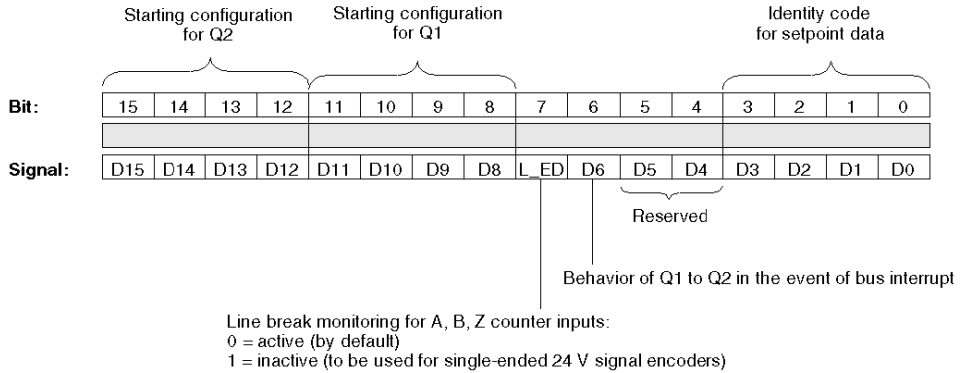 Starting configuration for Q2
Starting configuration for Q1
Identity code for setpoint data
Bit: 15 14 13 12 11 10 9 8 7 6 5 4 3 2 1 0
Signal: D15 D14 D13 D12 D11 D10 D9 D8 L_ED D6 D5 D4 D3 D2 D1 D0
Reserved
Behavior of Q1 to Q2 in the event of bus interrupt
Line break monitoring for A, B, Z counter inputs:
0 = active (by default)
1 = inactive (to be used for single-ended 24 V signal encoders)